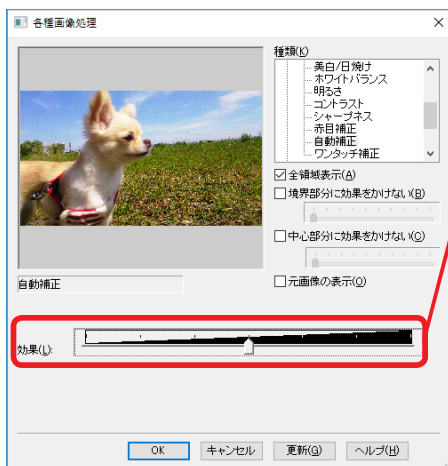 各種画像処理
種類(K)
美白/日焼け
ホワイトバランス
明るさ
コントラスト
シャープネス
赤目補正
自動補正
ワンタッチ補正
全領域表示(A)
境界部分に効果をかけない(B)
中心部分に効果をかけない(C)
元画像の表示(O)
自動補正
効果(L):
OK
キャンセル
更新(G)
ヘルプ(H)